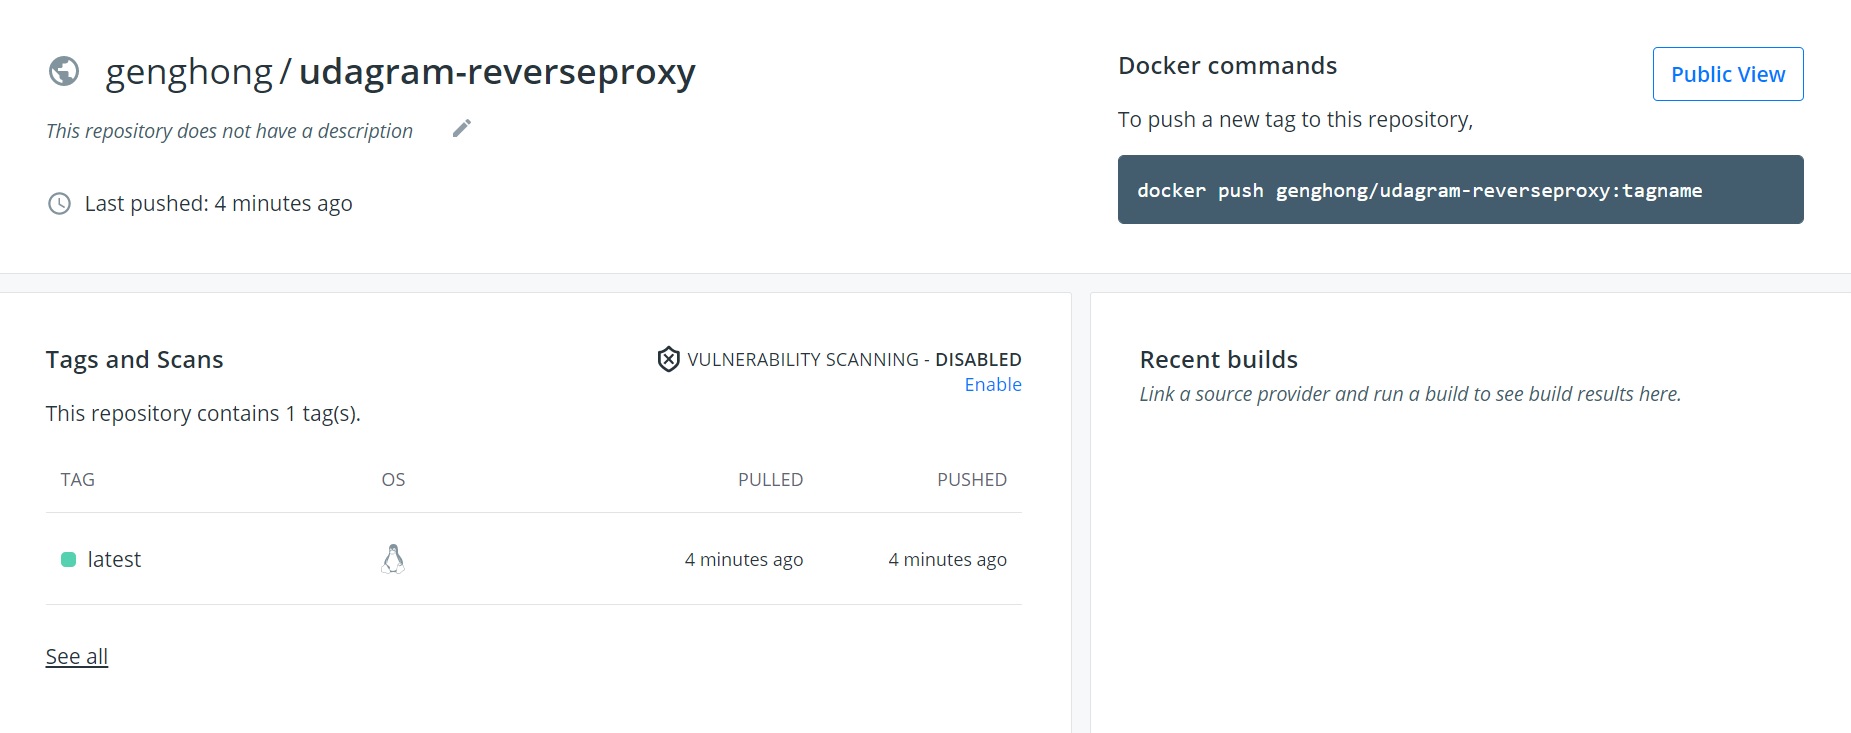 genghong / udagram-reverseproxy
This repository does not have a description
Last pushed: 4 minutes ago
Docker commands
Public View
To push a new tag to this repository,
docker push genghong/udagram-reverseproxy:tagname
Tags and Scans
VULNERABILITY SCANNING - DISABLED
Enable
This repository contains 1 tag(s).
TAG OS PULLED PUSHED
latest 4 minutes ago 4 minutes ago
See all
Recent builds
Link a source provider and run a build to see build results here.